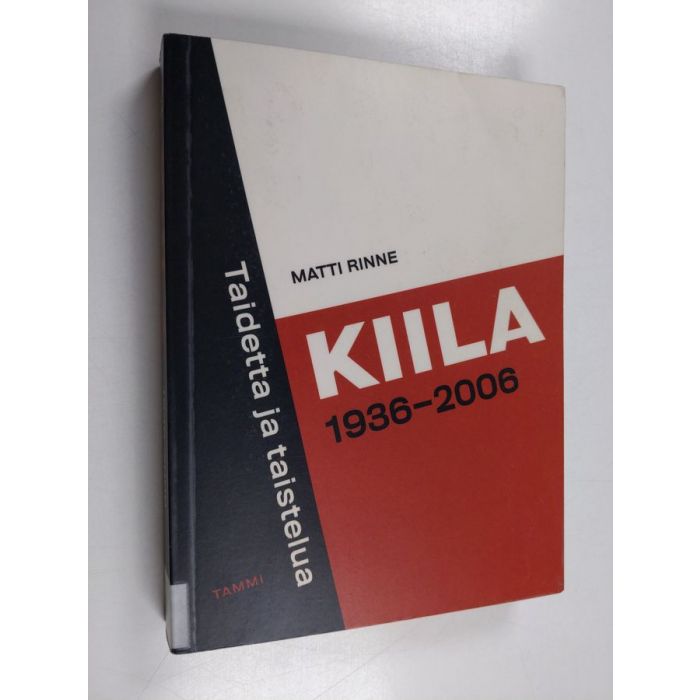 MATTI RINNE
KIILA
1936–2006
Taidetta ja taistelua
TAMMI